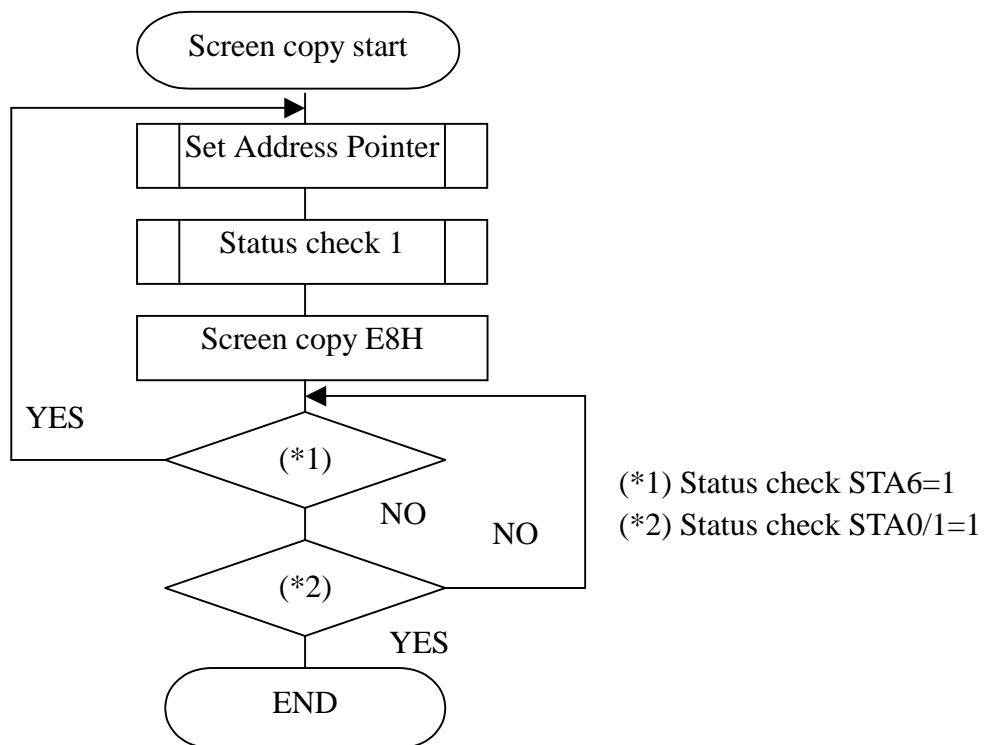 Screen copy start
Set Address Pointer
Status check 1
Screen copy E8H
YES
(*1)
NO
(*1) Status check STA6=1
(*2) Status check STA0/1=1
NO
(*2)
YES
END